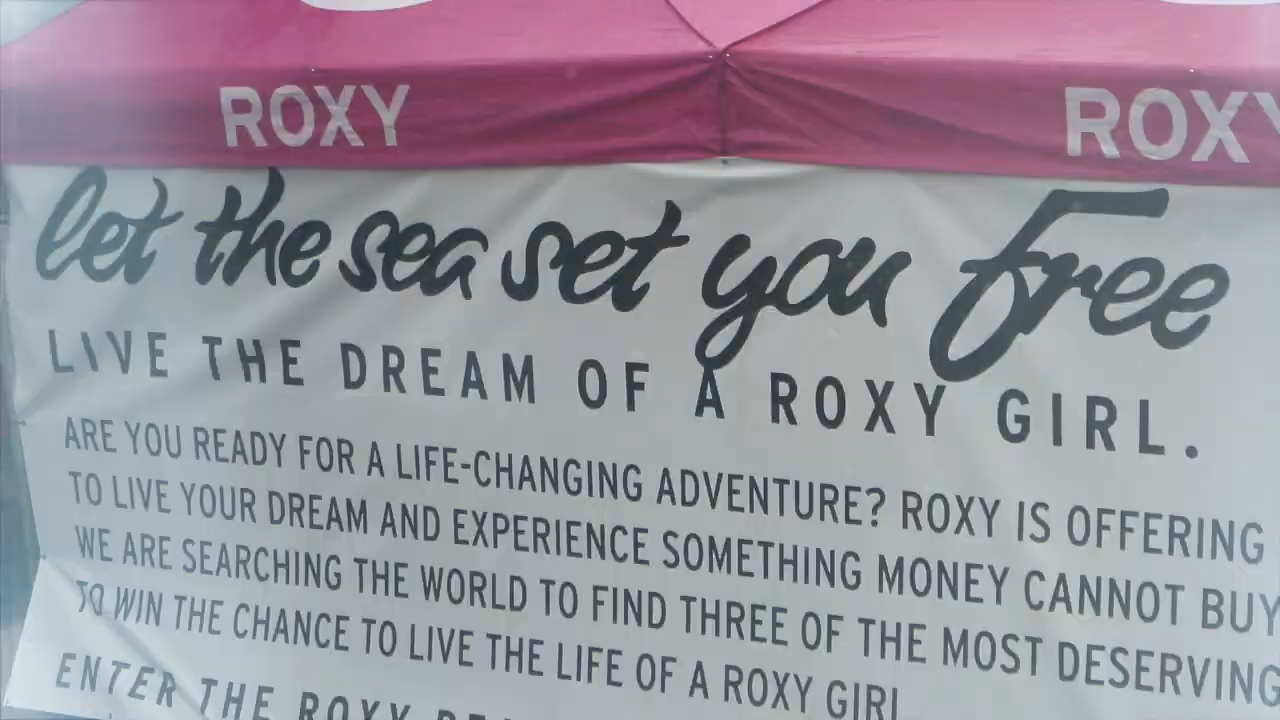 ROXY ROXY
let the sea set you Free
LIVE THE DREAM OF A ROXY GIRL.
ARE YOU READY FOR A LIFE-CHANGING ADVENTURE? ROXY IS OFFERING
TO LIVE YOUR DREAM AND EXPERIENCE SOMETHING MONEY CANNOT BUY
WE ARE SEARCHING THE WORLD TO FIND THREE OF THE MOST DESERVING
TO WIN THE CHANCE TO LIVE THE LIFE OF A ROXY GIRL
ENTER THE ROXY